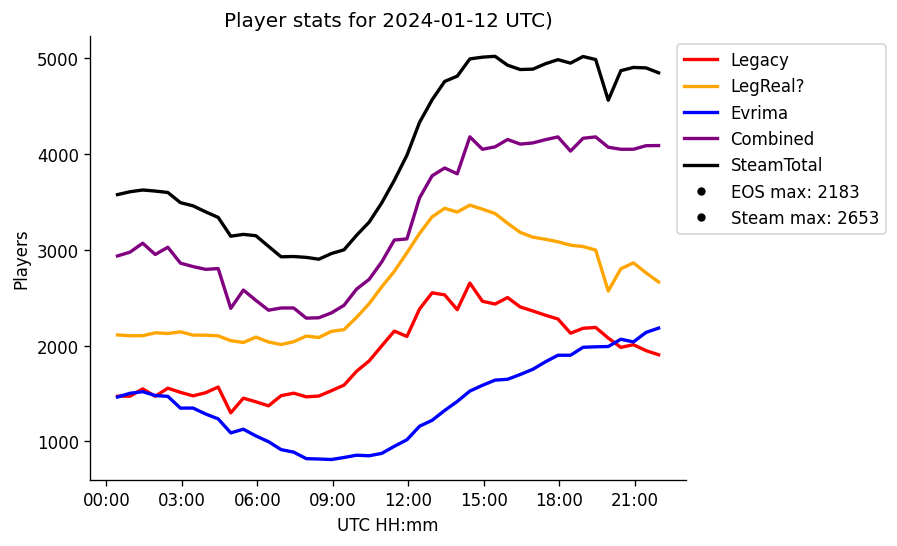 Player stats for 2024-01-12 UTC)
Legacy
LegReal?
Evrima
Combined
SteamTotal
EOS max: 2183
Steam max: 2653
Players
5000
4000
3000
2000
1000
00:00 03:00 06:00 09:00 12:00 15:00 18:00 21:00
UTC HH:mm